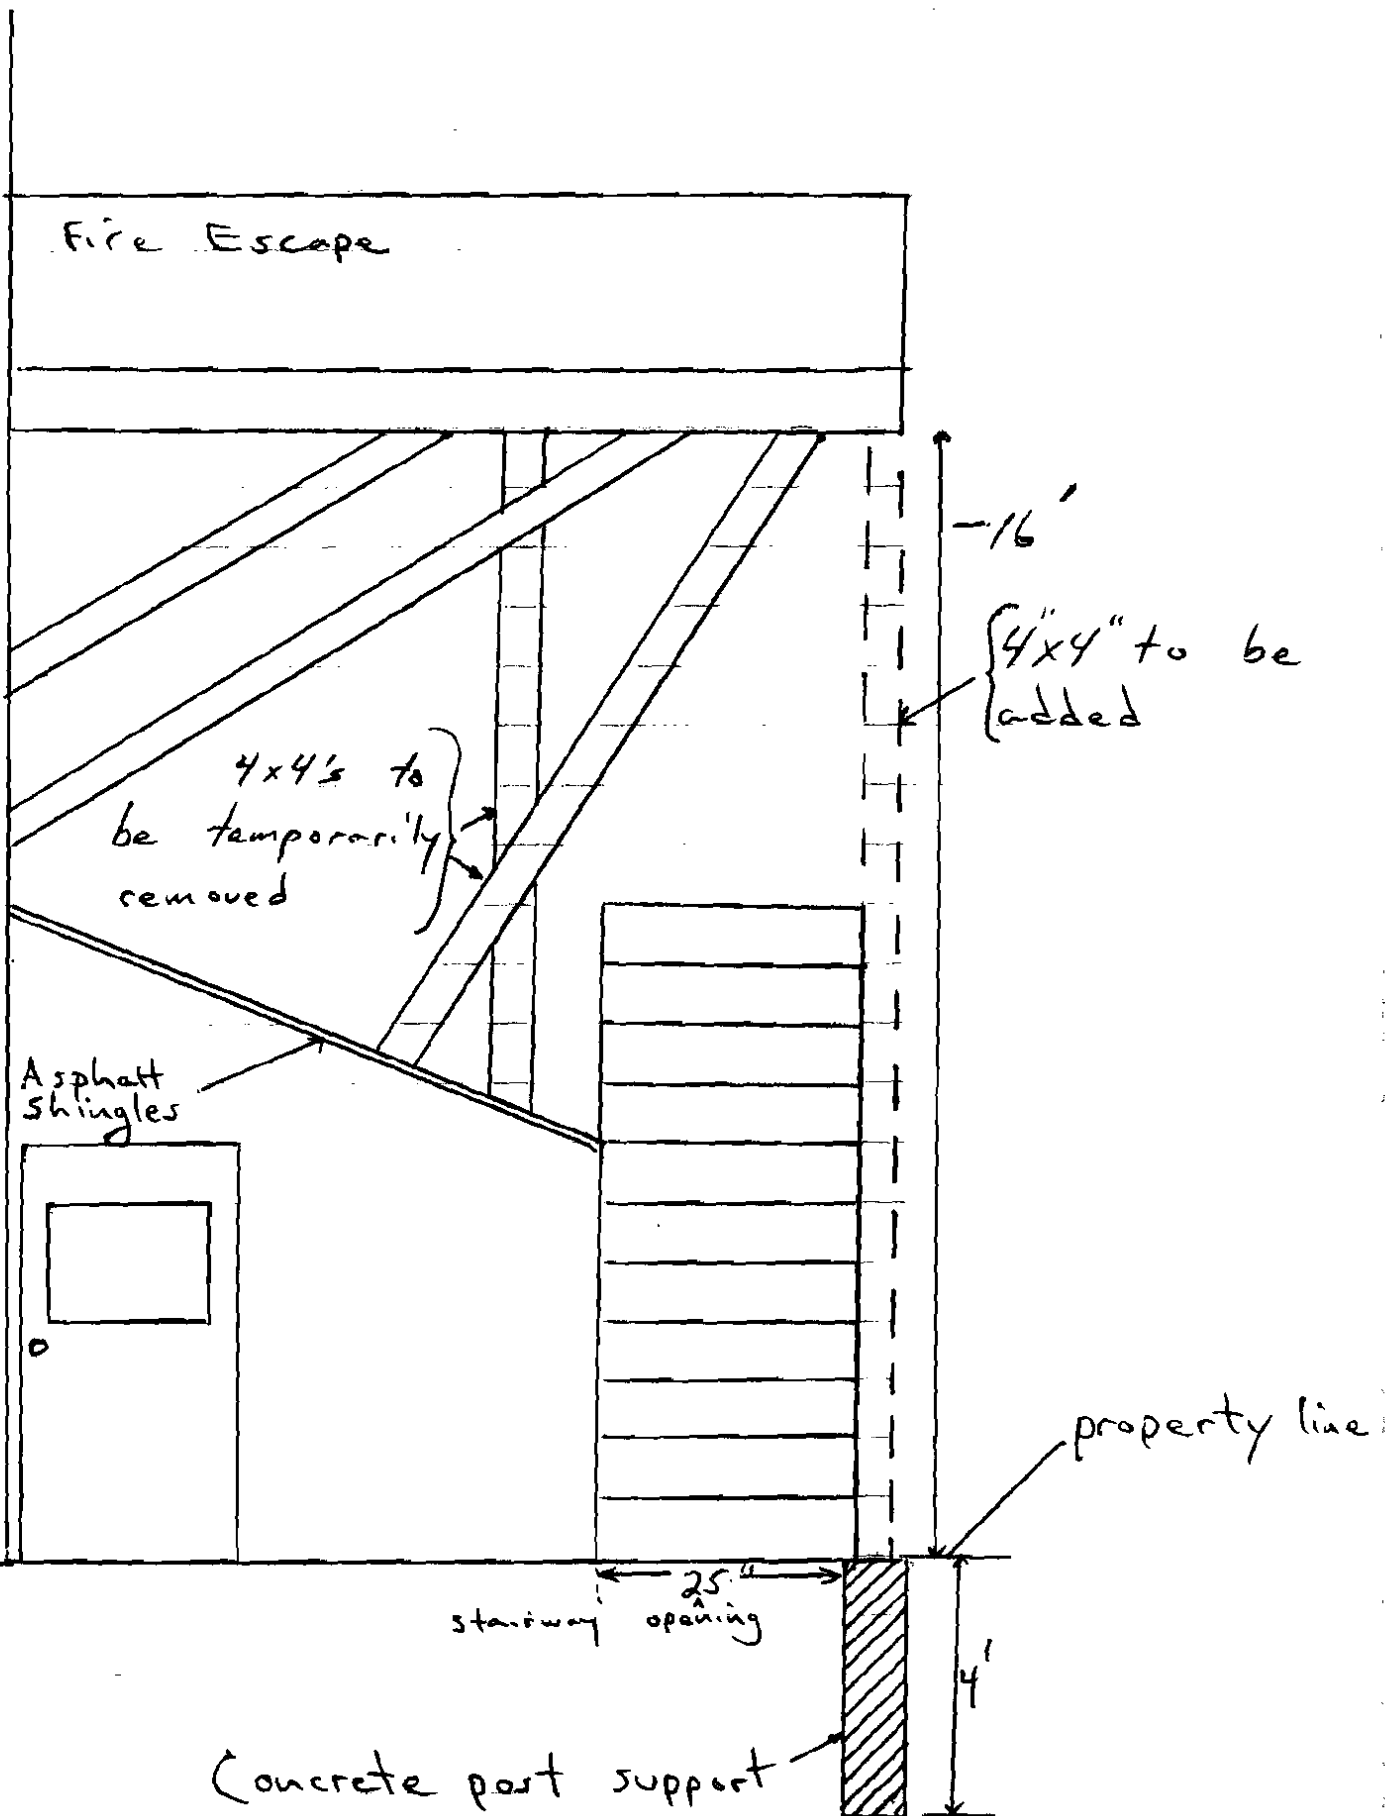 Fire Escape
-16'
4"x4" to be
added
4x4's to
be temporarily
removed
Asphalt
Shingles
property line
25"
stairway opening
4'
Concrete post support